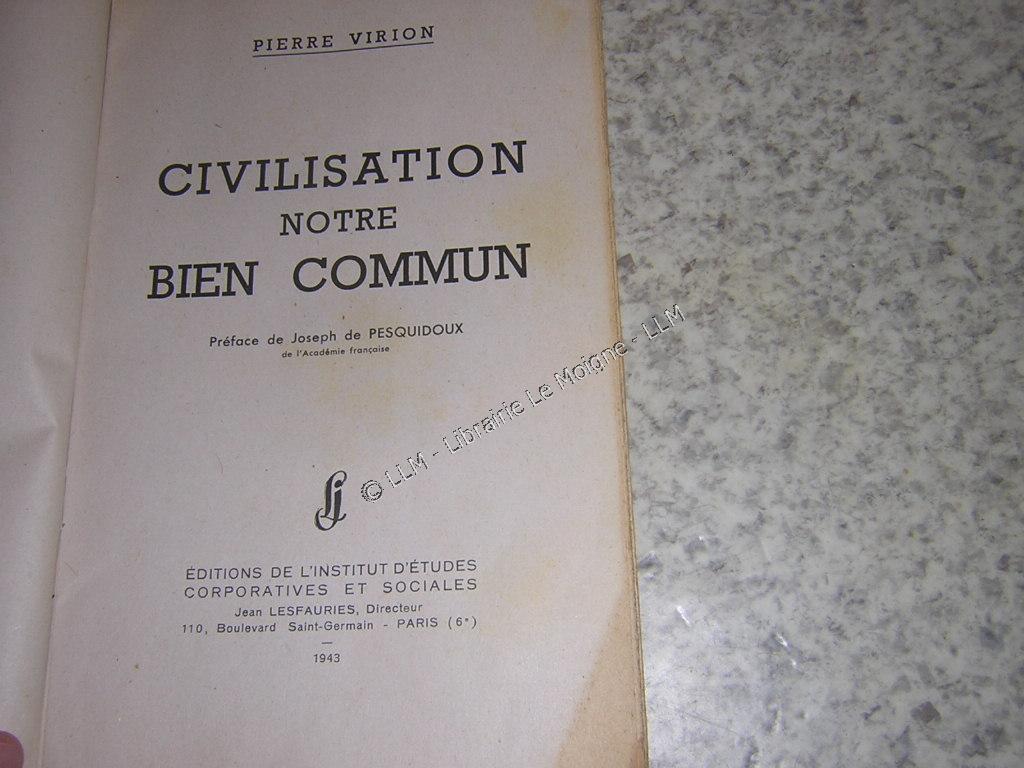 PIERRE VIRION
CIVILISATION
NOTRE
BIEN COMMUN
Préface de Joseph de PESQUIDOUX
de l'Académie française
© LLM - Librairie Le Moigne - LLM
LJ
ÉDITIONS DE L'INSTITUT D'ÉTUDES
CORPORATIVES ET SOCIALES
Jean LESFAURIES, Directeur
110, Boulevard Saint-Germain - PARIS (6e)
1943